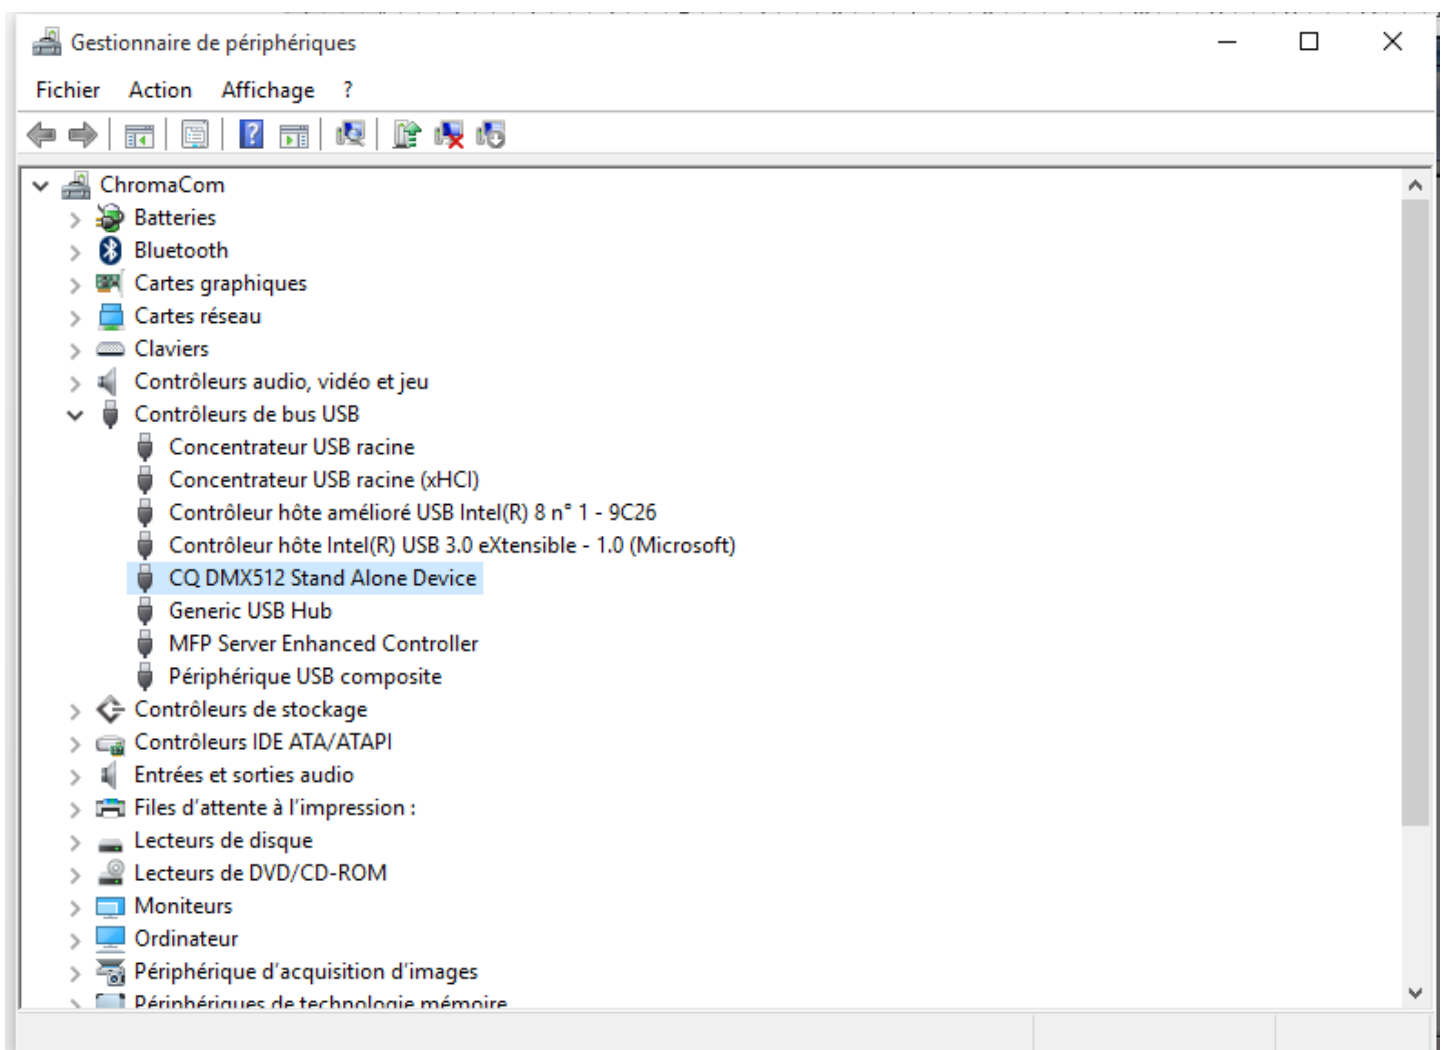 Gestionnaire de périphériques
Fichier Action Affichage ?
ChromaCom
Batteries
Bluetooth
Cartes graphiques
Cartes réseau
Claviers
Contrôleurs audio, vidéo et jeu
Contrôleurs de bus USB
Concentrateur USB racine
Concentrateur USB racine (xHCI)
Contrôleur hôte amélioré USB Intel(R) 8 n° 1 - 9C26
Contrôleur hôte Intel(R) USB 3.0 eXtensible - 1.0 (Microsoft)
CQ DMX512 Stand Alone Device
Generic USB Hub
MFP Server Enhanced Controller
Périphérique USB composite
Contrôleurs de stockage
Contrôleurs IDE ATA/ATAPI
Entrées et sorties audio
Files d'attente à l'impression :
Lecteurs de disque
Lecteurs de DVD/CD-ROM
Moniteurs
Ordinateur
Périphérique d'acquisition d'images
Périphériques de technologie mémoire